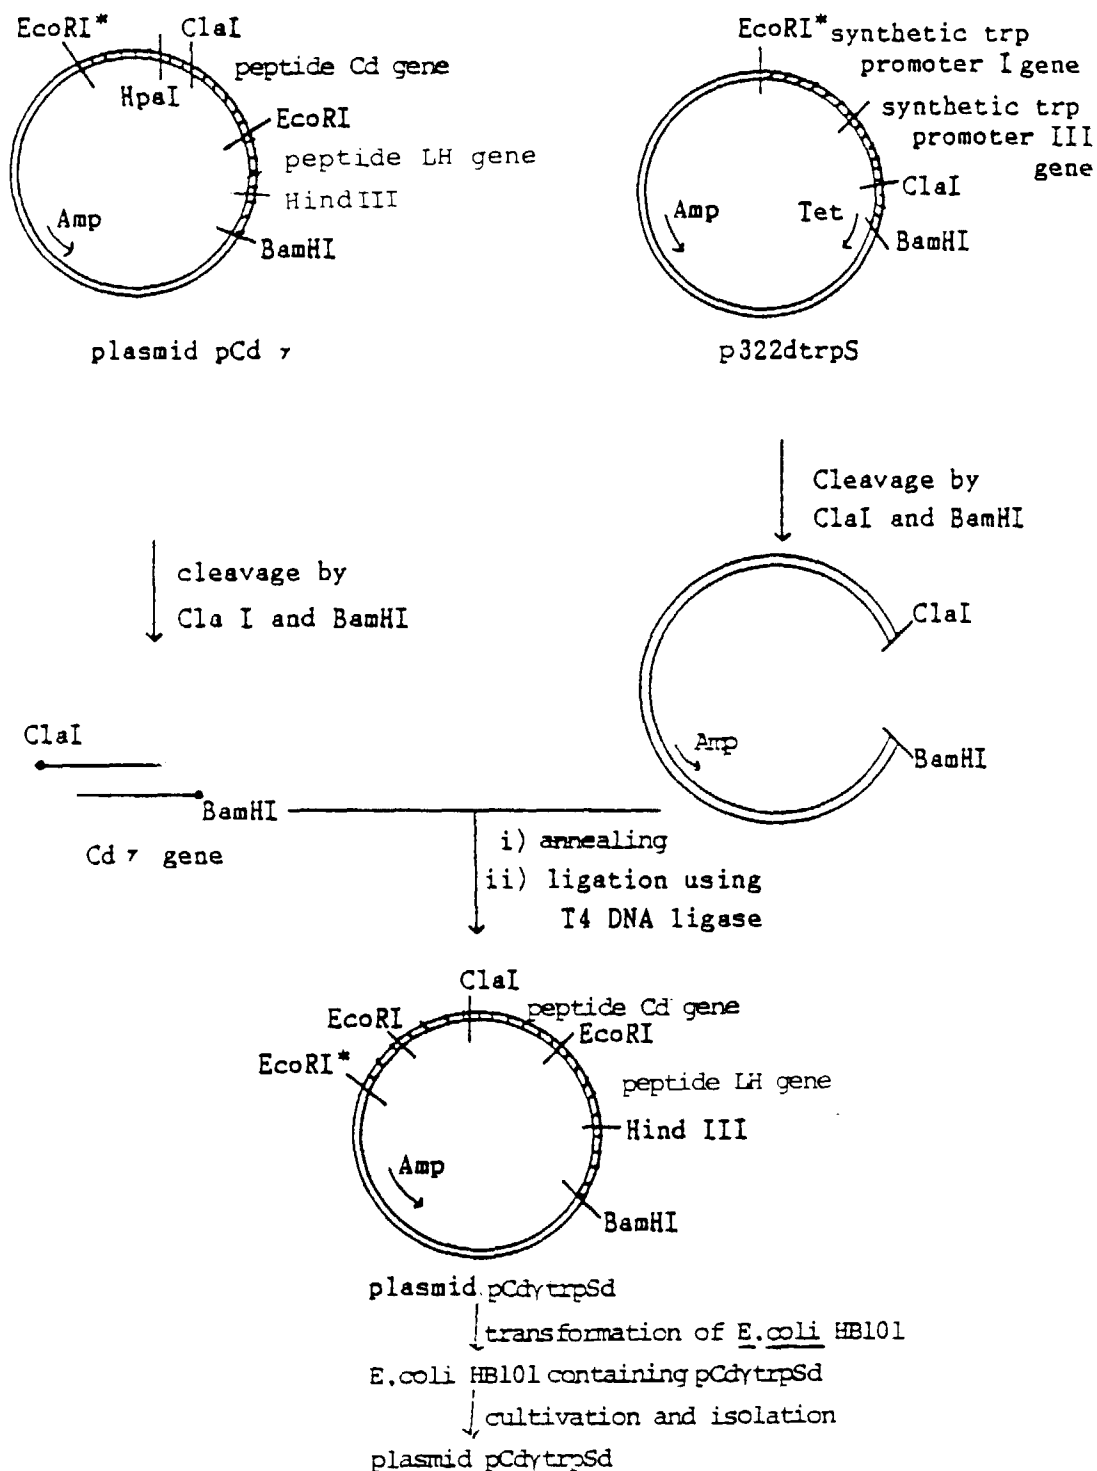 EcoRI*
ClaI
peptide Cd gene
HpaI
EcoRI
peptide LH gene
Hind III
Amp
BamHI
plasmid pCd γ
EcoRI*
synthetic trp
promoter I gene
synthetic trp
promoter III
gene
ClaI
Amp
Tet
BamHI
p322dtrpS
cleavage by
Cla I and BamHI
Cleavage by
ClaI and BamHI
ClaI
Amp
BamHI
ClaI
BamHI
Cd γ gene
i) annealing
ii) ligation using
T4 DNA ligase
ClaI
peptide Cd gene
EcoRI
EcoRI
EcoRI*
peptide LH gene
Hind III
Amp
BamHI
plasmid pCdγtrpSd
transformation of E.coli HB101
E.coli HB101 containing pCdγtrpSd
cultivation and isolation
plasmid pCdγtrpSd